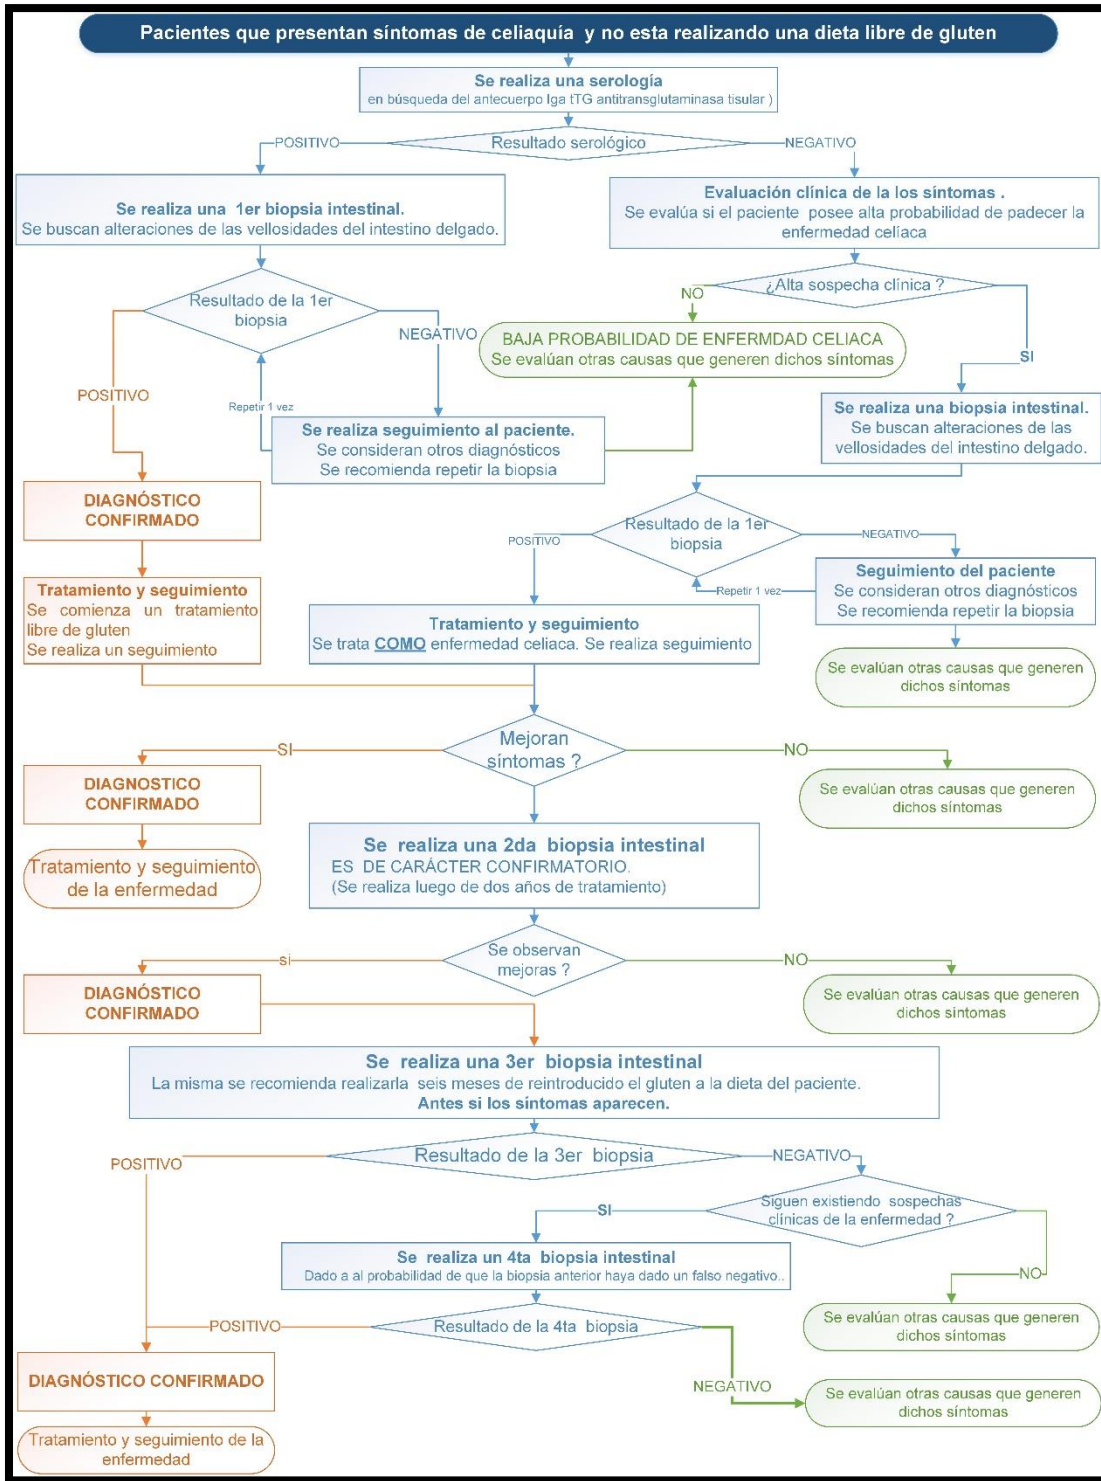 Pacientes que presentan síntomas de celiaquía y no esta realizando una dieta libre de gluten
Se realiza una serología
en búsqueda del antecuerpo Iga tTG antitransglutaminasa tisular )
Resultado serológico
POSITIVO
NEGATIVO
Se realiza una 1er biopsia intestinal.
Se buscan alteraciones de las vellosidades del intestino delgado.
Evaluación clínica de la los síntomas .
Se evalúa si el paciente posee alta probabilidad de padecer la
enfermedad celíaca
Resultado de la 1er
biopsia
¿Alta sospecha clínica ?
NO
SI
NEGATIVO
POSITIVO
BAJA PROBABILIDAD DE ENFERMDAD CELIACA
Se evalúan otras causas que generen dichos síntomas
Repetir 1 vez
Se realiza seguimiento al paciente.
Se consideran otros diagnósticos
Se recomienda repetir la biopsia
Se realiza una biopsia intestinal.
Se buscan alteraciones de las
vellosidades del intestino delgado.
DIAGNÓSTICO
CONFIRMADO
Resultado de la 1er
biopsia
POSITIVO
NEGATIVO
Seguimiento del paciente
Se consideran otros diagnósticos
Se recomienda repetir la biopsia
Repetir 1 vez
Tratamiento y seguimiento
Se comienza un tratamiento
libre de gluten
Se realiza un seguimiento
Tratamiento y seguimiento
Se trata COMO enfermedad celiaca. Se realiza seguimiento
Se evalúan otras causas que generen
dichos síntomas
Mejoran
síntomas ?
SI
NO
DIAGNOSTICO
CONFIRMADO
Se evalúan otras causas que generen
dichos síntomas
Tratamiento y seguimiento
de la enfermedad
Se realiza una 2da biopsia intestinal
ES DE CARÁCTER CONFIRMATORIO.
(Se realiza luego de dos años de tratamiento)
Se observan
mejoras ?
sí
NO
DIAGNÓSTICO
CONFIRMADO
Se evalúan otras causas que generen
dichos síntomas
Se realiza una 3er biopsia intestinal
La misma se recomienda realizarla seis meses de reintroducido el gluten a la dieta del paciente.
Antes si los síntomas aparecen.
Resultado de la 3er biopsia
POSITIVO
NEGATIVO
Siguen existiendo sospechas
clínicas de la enfermedad ?
SI
NO
Se realiza un 4ta biopsia intestinal
Dado a al probabilidad de que la biopsia anterior haya dado un falso negativo..
Se evalúan otras causas que generen
dichos síntomas
Resultado de la 4ta biopsia
POSITIVO
NEGATIVO
DIAGNÓSTICO CONFIRMADO
Se evalúan otras causas que generen
dichos síntomas
Tratamiento y seguimiento de la
enfermedad